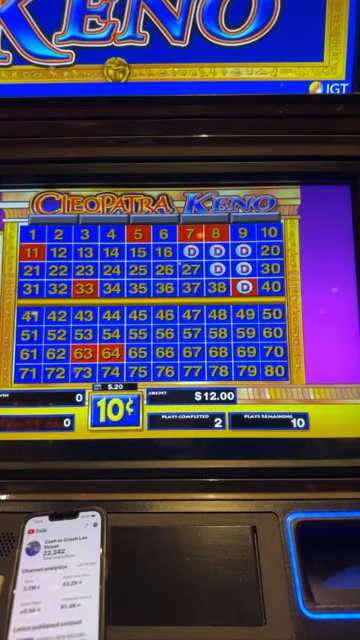 KENO
IGT
CLEOPATRA KENO
1 2 3 4 5 6 7 8 9 10
11 12 13 14 15 16 D D D 20
21 22 23 24 25 26 27 D D 30
31 32 33 34 35 36 37 38 D 40
41 42 43 44 45 46 47 48 49 50
51 52 53 54 55 56 57 58 59 60
61 62 63 64 65 66 67 68 69 70
71 72 73 74 75 76 77 78 79 80
$.20
WIN 0
10¢
CREDIT $12.00
0
PLAYS COMPLETED 2
PLAYS REMAINING 10
Cash or Crash Las Vegas
22,342
Channel analytics
Latest published content